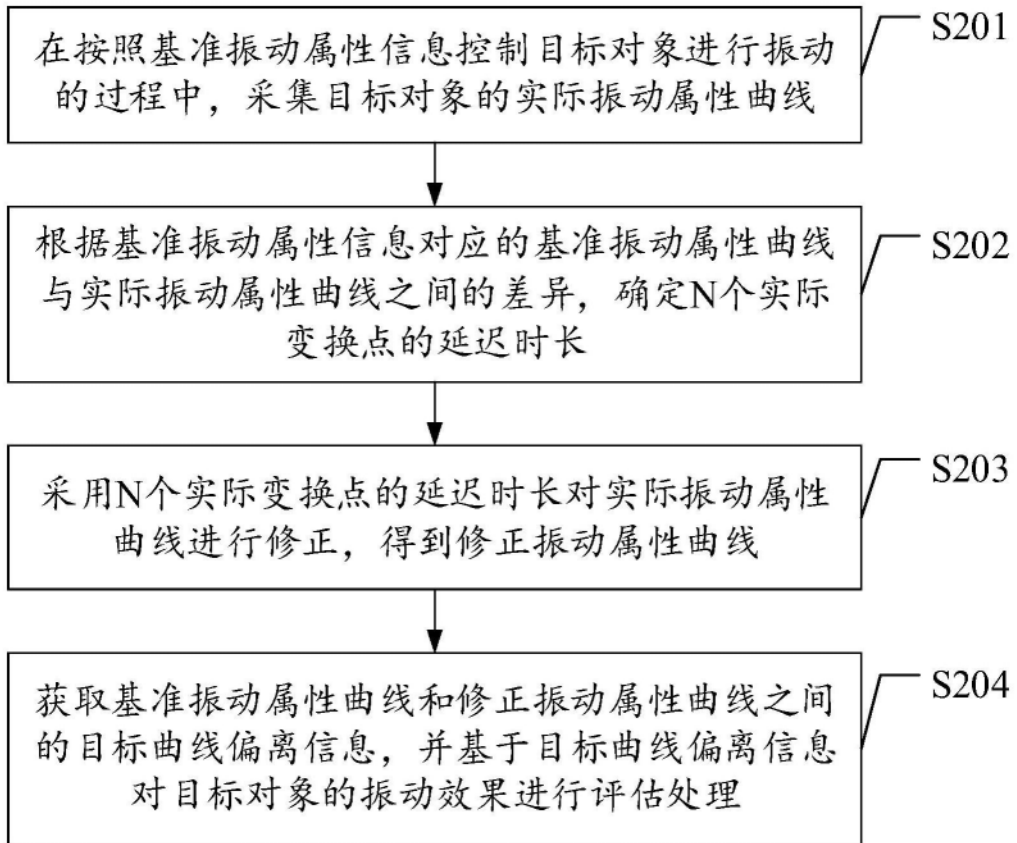 在按照基准振动属性信息控制目标对象进行振动
的过程中，采集目标对象的实际振动属性曲线
S201
根据基准振动属性信息对应的基准振动属性曲线
与实际振动属性曲线之间的差异，确定N个实际
变换点的延迟时长
S202
采用N个实际变换点的延迟时长对实际振动属性
曲线进行修正，得到修正振动属性曲线
S203
获取基准振动属性曲线和修正振动属性曲线之间
的目标曲线偏离信息，并基于目标曲线偏离信息
对目标对象的振动效果进行评估处理
S204